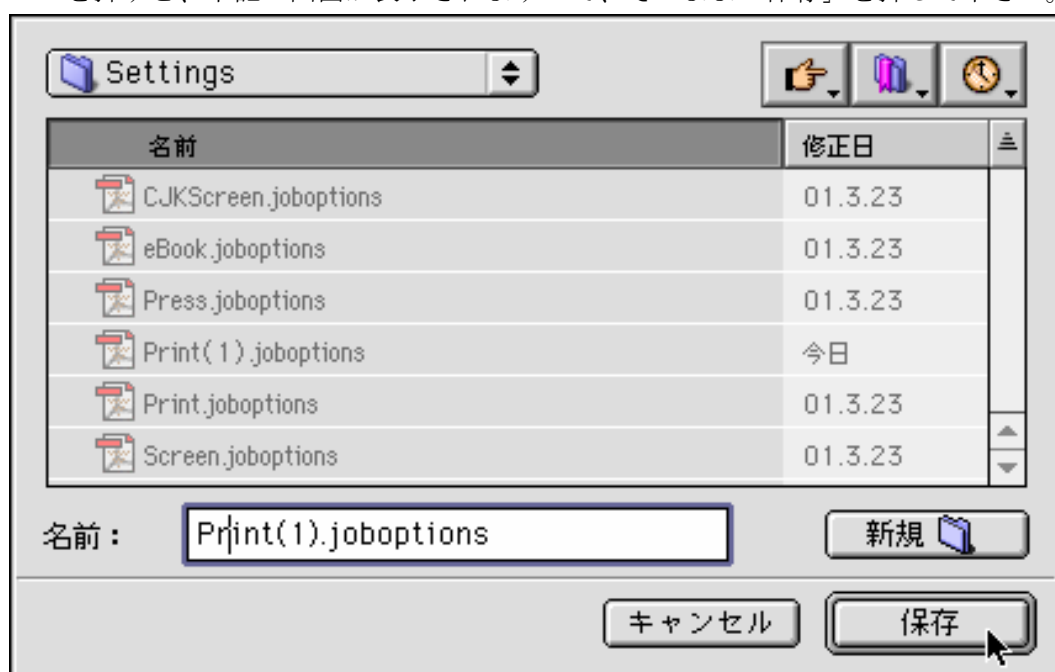 Settings
名前 修正日
CJKScreen.joboptions 01.3.23
eBook.joboptions 01.3.23
Press.joboptions 01.3.23
Print(1).joboptions 今日
Print.joboptions 01.3.23
Screen.joboptions 01.3.23
名前： Print(1).joboptions 新規
キャンセル 保存